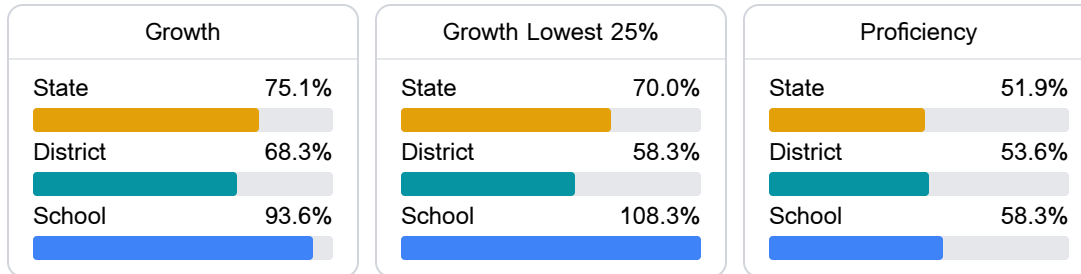 Growth
State 75.1%
District 68.3%
School 93.6%
Growth Lowest 25%
State 70.0%
District 58.3%
School 108.3%
Proficiency
State 51.9%
District 53.6%
School 58.3%